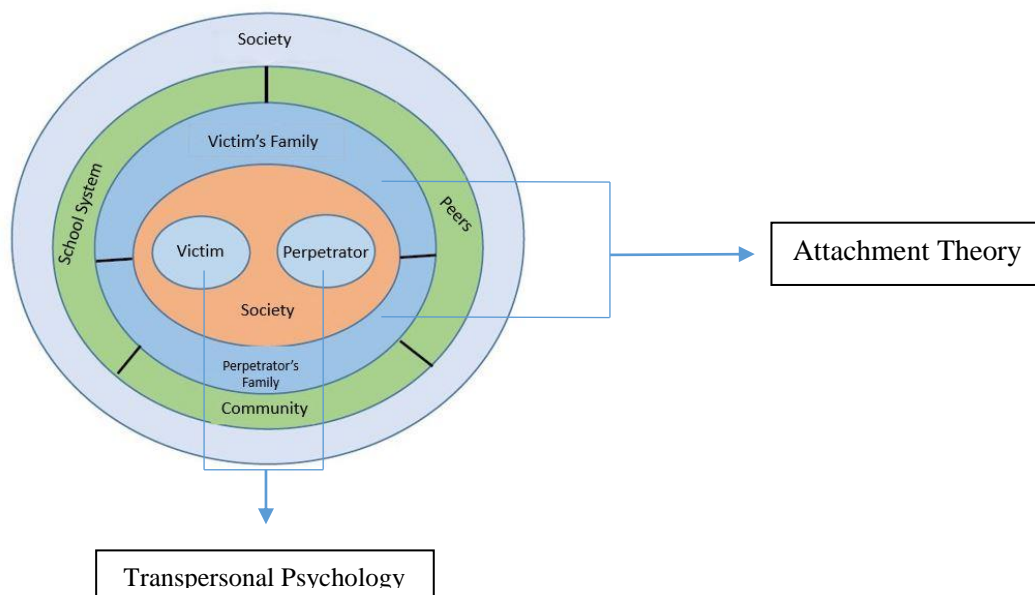 Society
Victim's Family
School System
Peers
Victim
Perpetrator
Society
Perpetrator's
Family
Community
Attachment Theory
Transpersonal Psychology